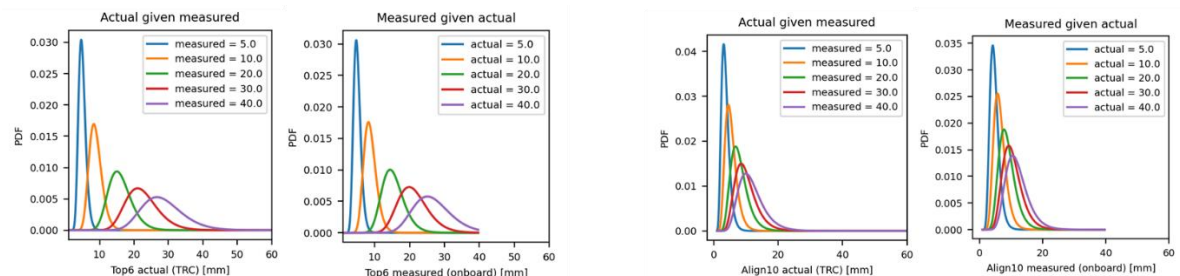 Actual given measured
0.030
0.025
0.020
0.015
0.010
0.005
0.000
PDF
measured = 5.0
measured = 10.0
measured = 20.0
measured = 30.0
measured = 40.0
10 20 30 40 50 60
Top6 actual (TRC) [mm]
Measured given actual
0.030
0.025
0.020
0.015
0.010
0.005
0.000
PDF
actual = 5.0
actual = 10.0
actual = 20.0
actual = 30.0
actual = 40.0
10 20 30 40 50 60
Top6 measured (onboard) [mm]
Actual given measured
0.04
0.03
0.02
0.01
0.00
PDF
measured = 5.0
measured = 10.0
measured = 20.0
measured = 30.0
measured = 40.0
0 20 40 60
Align10 actual (TRC) [mm]
Measured given actual
0.035
0.030
0.025
0.020
0.015
0.010
0.005
0.000
PDF
actual = 5.0
actual = 10.0
actual = 20.0
actual = 30.0
actual = 40.0
0 20 40 60
Align10 measured (onboard) [mm]